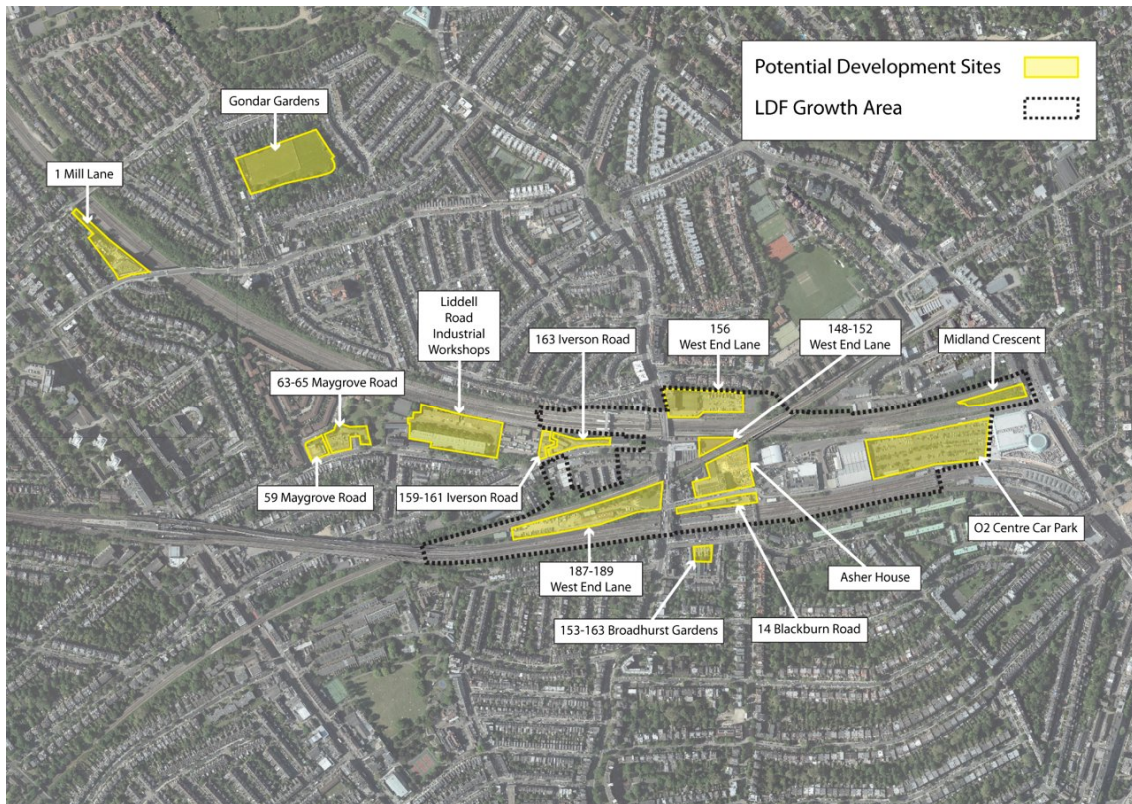 Potential Development Sites
LDF Growth Area
Gondar Gardens
1 Mill Lane
Liddell
Road
Industrial
Workshops
163 Iverson Road
156
West End Lane
148-152
West End Lane
Midland Crescent
63-65 Maygrove Road
59 Maygrove Road
159-161 Iverson Road
O2 Centre Car Park
187-189
West End Lane
Asher House
153-163 Broadhurst Gardens
14 Blackburn Road